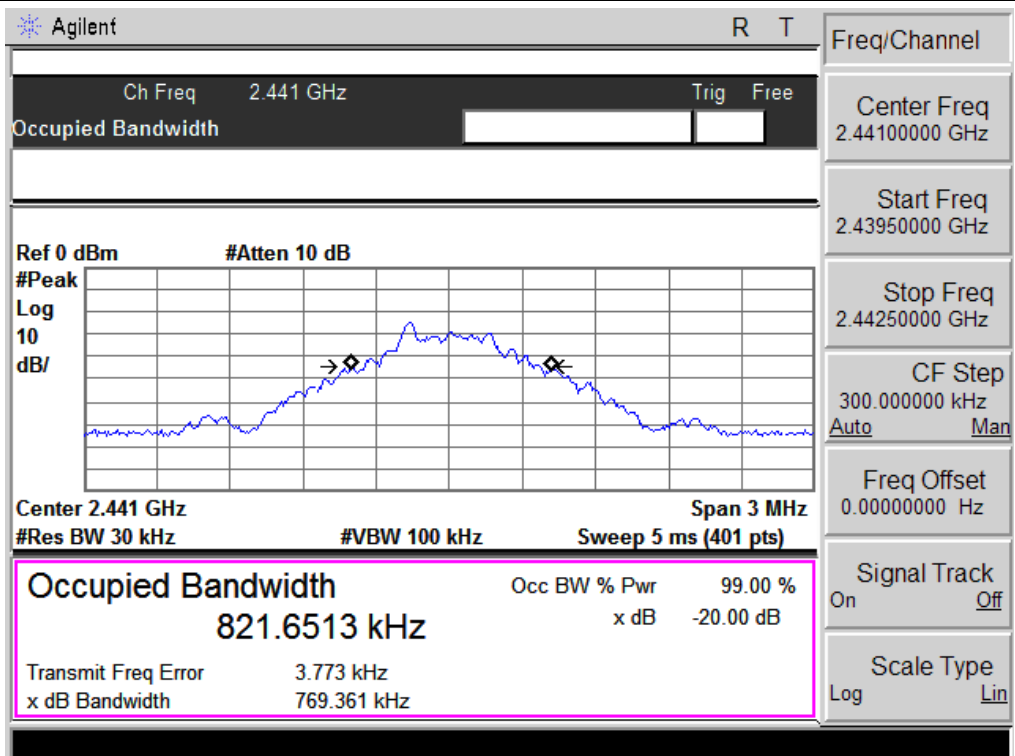 Agilent R T
Ch Freq 2.441 GHz Trig Free
Occupied Bandwidth
Ref 0 dBm #Atten 10 dB
#Peak
Log
10
dB/
Center 2.441 GHz Span 3 MHz
#Res BW 30 kHz #VBW 100 kHz Sweep 5 ms (401 pts)
Occupied Bandwidth Occ BW % Pwr 99.00 %
821.6513 kHz x dB -20.00 dB
Transmit Freq Error 3.773 kHz
x dB Bandwidth 769.361 kHz
Freq/Channel
Center Freq
2.44100000 GHz
Start Freq
2.43950000 GHz
Stop Freq
2.44250000 GHz
CF Step
300.000000 kHz
Auto Man
Freq Offset
0.00000000 Hz
Signal Track
On Off
Scale Type
Log Lin